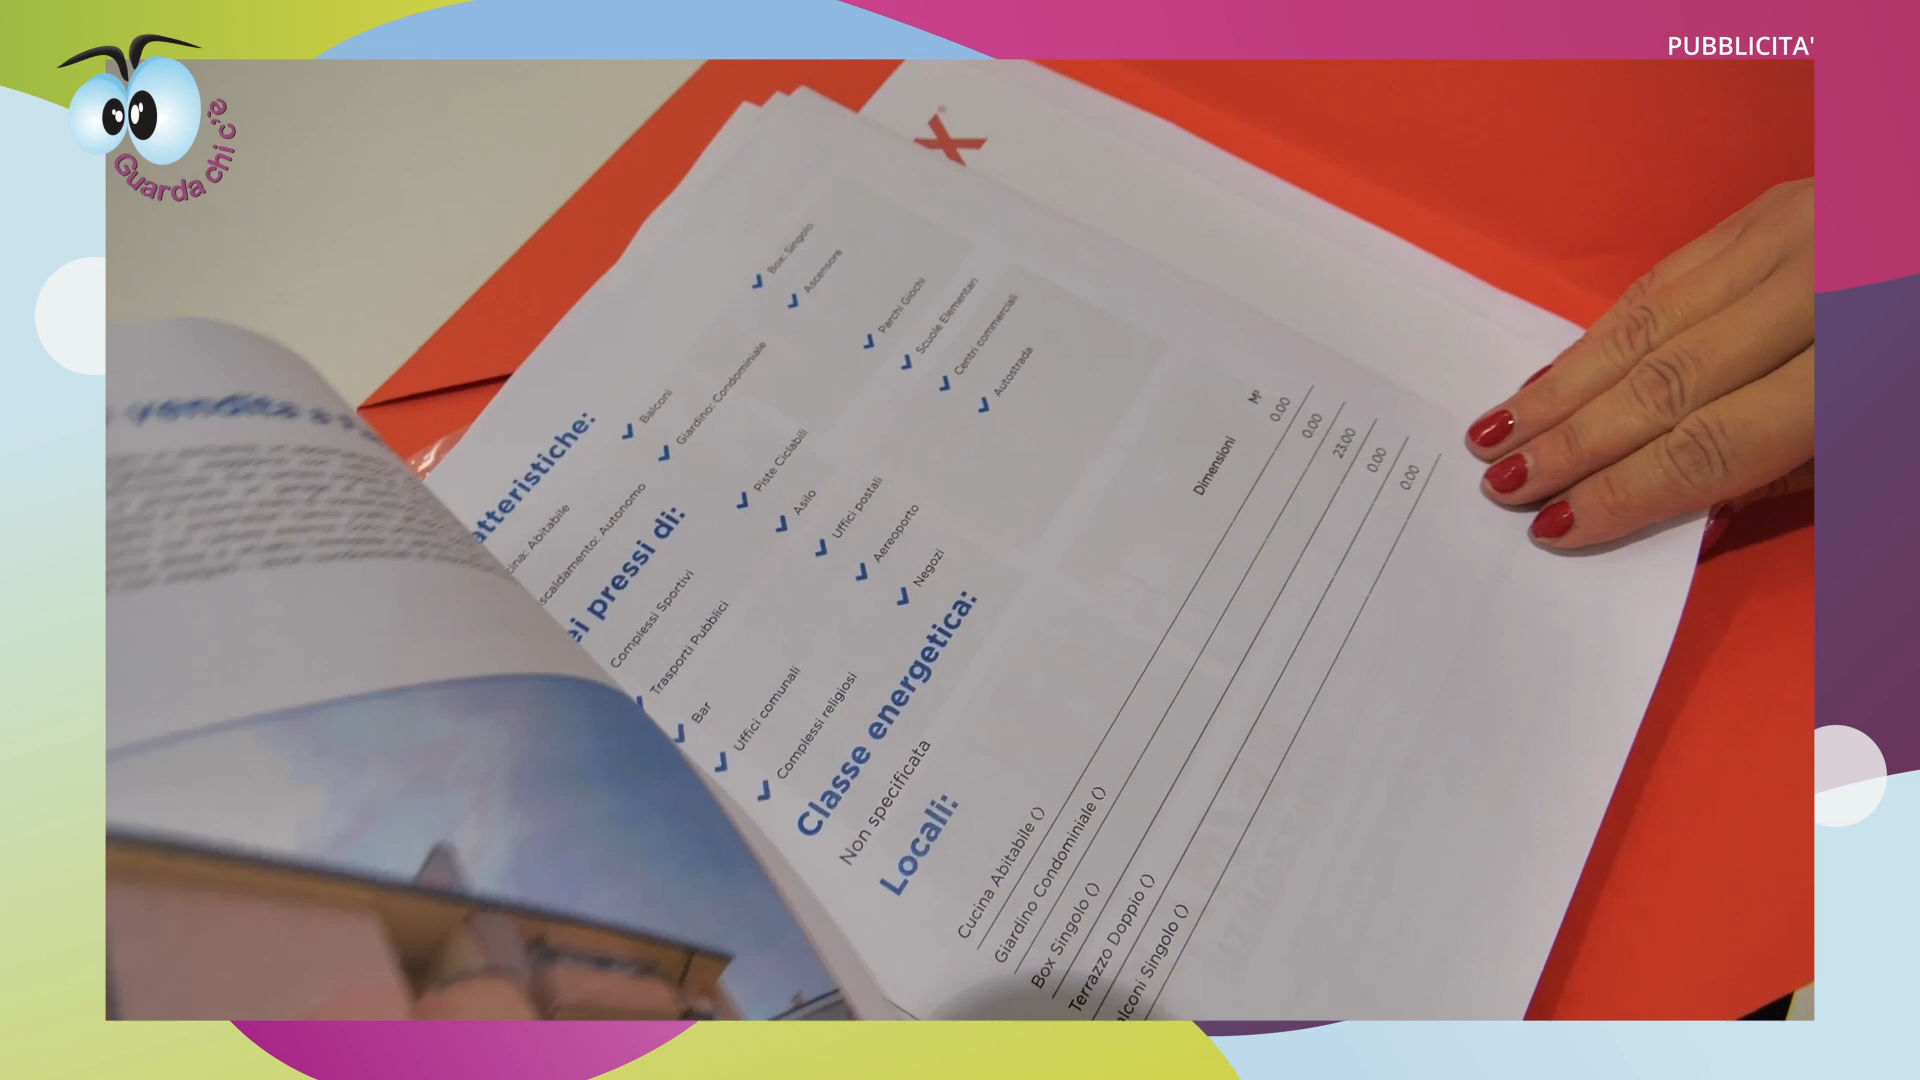 PUBBLICITA'
Guarda chi c'è
X
vendita
atteristiche:
cina: Abitabile
Balconi
Box: Singolo
scaldamento: Autonomo
Giardino: Condominiale
Ascensore
ei pressi di:
Complessi Sportivi
Piste Ciclabili
Parchi Giochi
Trasporti Pubblici
Asilo
Scuole Elementari
Bar
Uffici postali
Centri commerciali
Uffici comunali
Aereoporto
Autostrada
Complessi religiosi
Negozi
Classe energetica:
Non specificata
Locali:
Dimensioni M²
Cucina Abitabile () 0.00
Giardino Condominiale () 0.00
Box Singolo () 23.00
Terrazzo Doppio () 0.00
alconi Singolo () 0.00